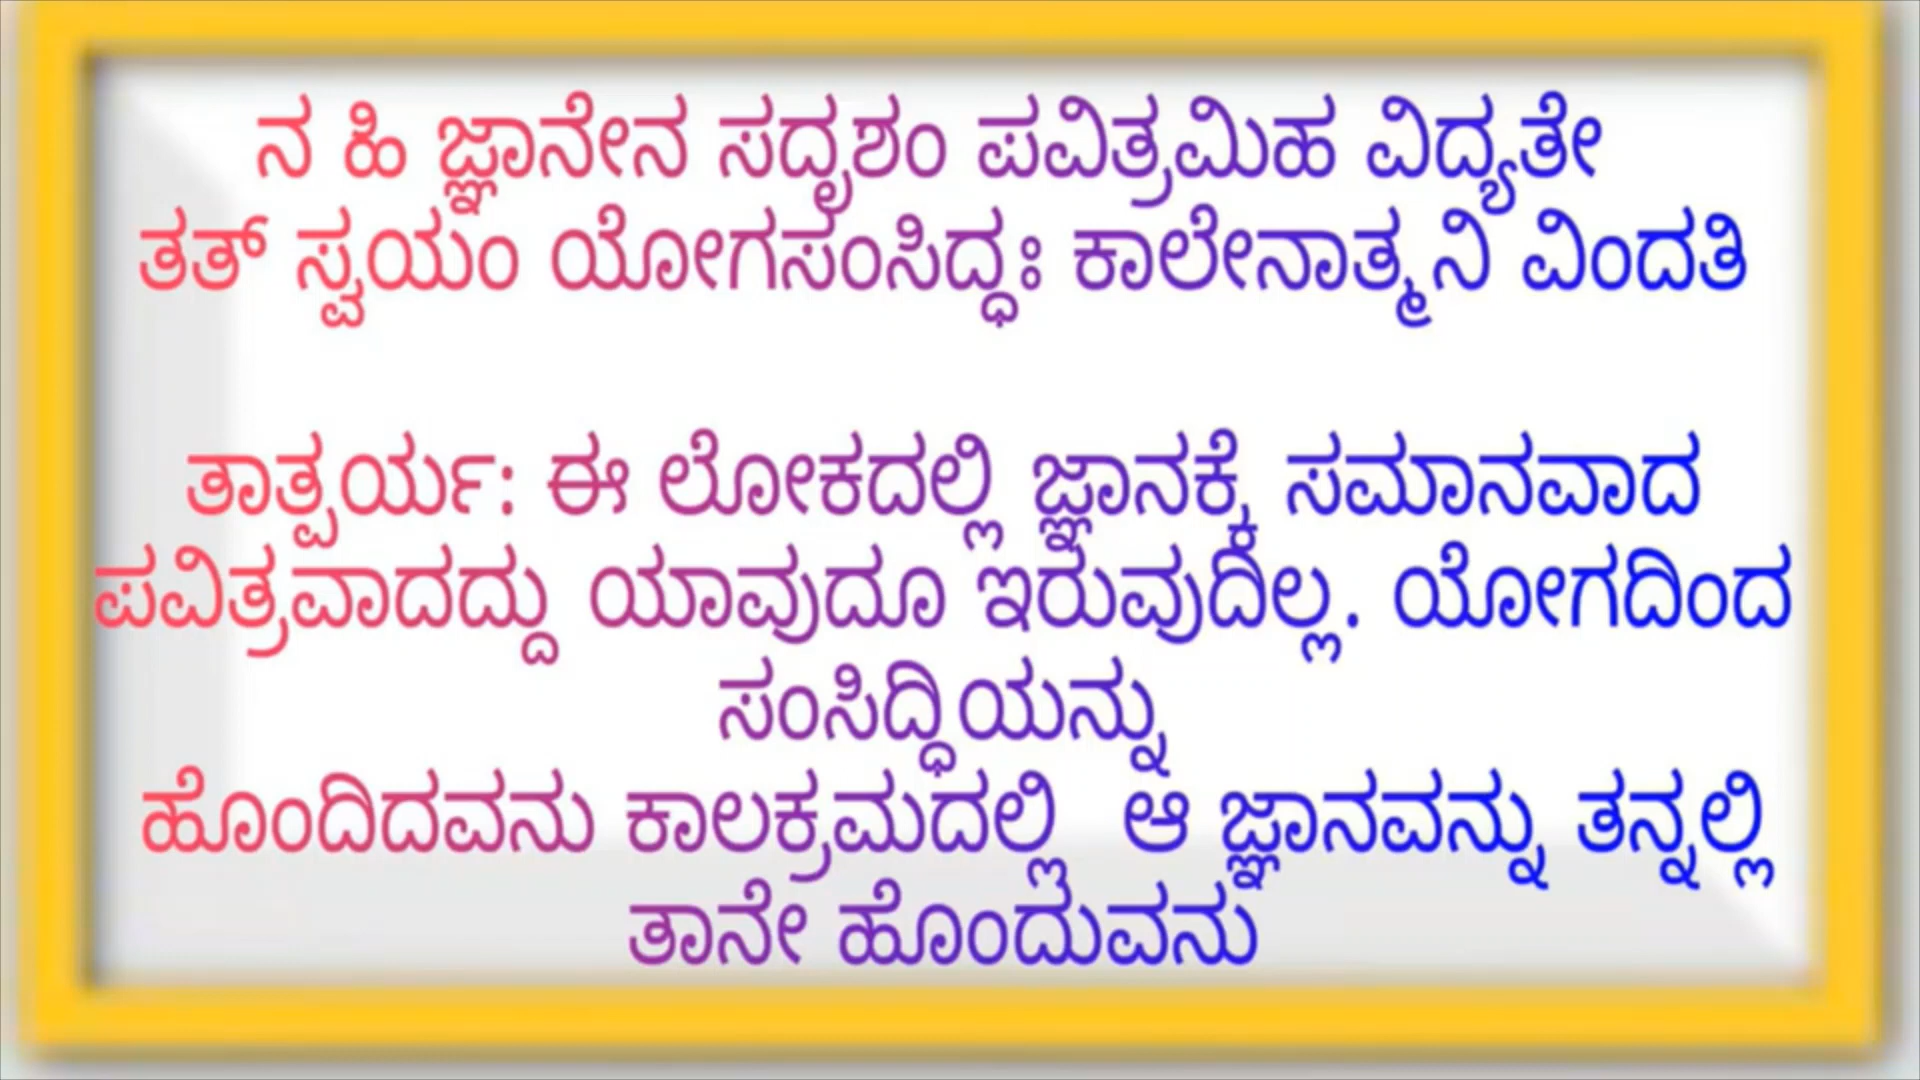 ನ ಹಿ ಜ್ಞಾನೇನ ಸದೃಶಂ ಪವಿತ್ರಮಿಹ ವಿದ್ಯತೇ
ತತ್ ಸ್ವಯಂ ಯೋಗಸಂಸಿದ್ಧಃ ಕಾಲೇನಾತ್ಮನಿ ವಿಂದತಿ
ತಾತ್ಪರ್ಯ: ಈ ಲೋಕದಲ್ಲಿ ಜ್ಞಾನಕ್ಕೆ ಸಮಾನವಾದ
ಪವಿತ್ರವಾದದ್ದು ಯಾವುದೂ ಇರುವುದಿಲ್ಲ. ಯೋಗದಿಂದ
ಸಂಸಿದ್ಧಿಯನ್ನು
ಹೊಂದಿದವನು ಕಾಲಕ್ರಮದಲ್ಲಿ ಆ ಜ್ಞಾನವನ್ನು ತನ್ನಲ್ಲಿ
ತಾನೇ ಹೊಂದುವನು